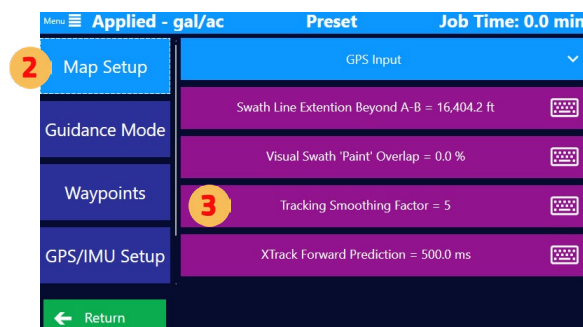 Menu Applied - gal/ac Preset Job Time: 0.0 min
2 Map Setup
GPS Input
Swath Line Extention Beyond A-B = 16,404.2 ft
Guidance Mode
Visual Swath 'Paint' Overlap = 0.0 %
Waypoints
3 Tracking Smoothing Factor = 5
GPS/IMU Setup
XTrack Forward Prediction = 500.0 ms
Return